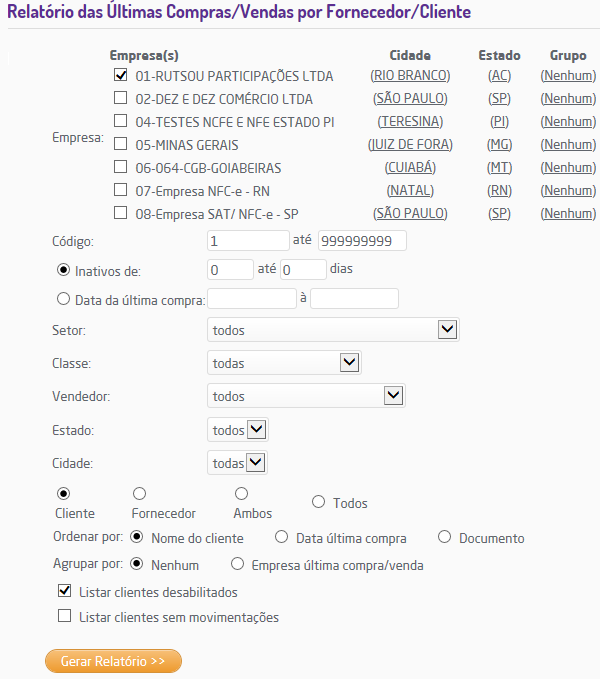 Relatório das Últimas Compras/Vendas por Fornecedor/Cliente
Empresa(s) Cidade Estado Grupo
01-RUTSOU PARTICIPAÇÕES LTDA (RIO BRANCO) (AC) (Nenhum)
02-DEZ E DEZ COMÉRCIO LTDA (SÃO PAULO) (SP) (Nenhum)
04-TESTES NCFE E NFE ESTADO PI (TERESINA) (PI) (Nenhum)
Empresa: 05-MINAS GERAIS (JUIZ DE FORA) (MG) (Nenhum)
06-064-CGB-GOIABEIRAS (CUIABÁ) (MT) (Nenhum)
07-Empresa NFC-e - RN (NATAL) (RN) (Nenhum)
08-Empresa SAT/ NFC-e - SP (SÃO PAULO) (SP) (Nenhum)
Código: 1 até 999999999
Inativos de: 0 até 0 dias
Data da última compra: à
Setor: todos
Classe: todas
Vendedor: todos
Estado: todos
Cidade: todas
Cliente Fornecedor Ambos Todos
Ordenar por: Nome do cliente Data última compra Documento
Agrupar por: Nenhum Empresa última compra/venda
Listar clientes desabilitados
Listar clientes sem movimentações
Gerar Relatório >>